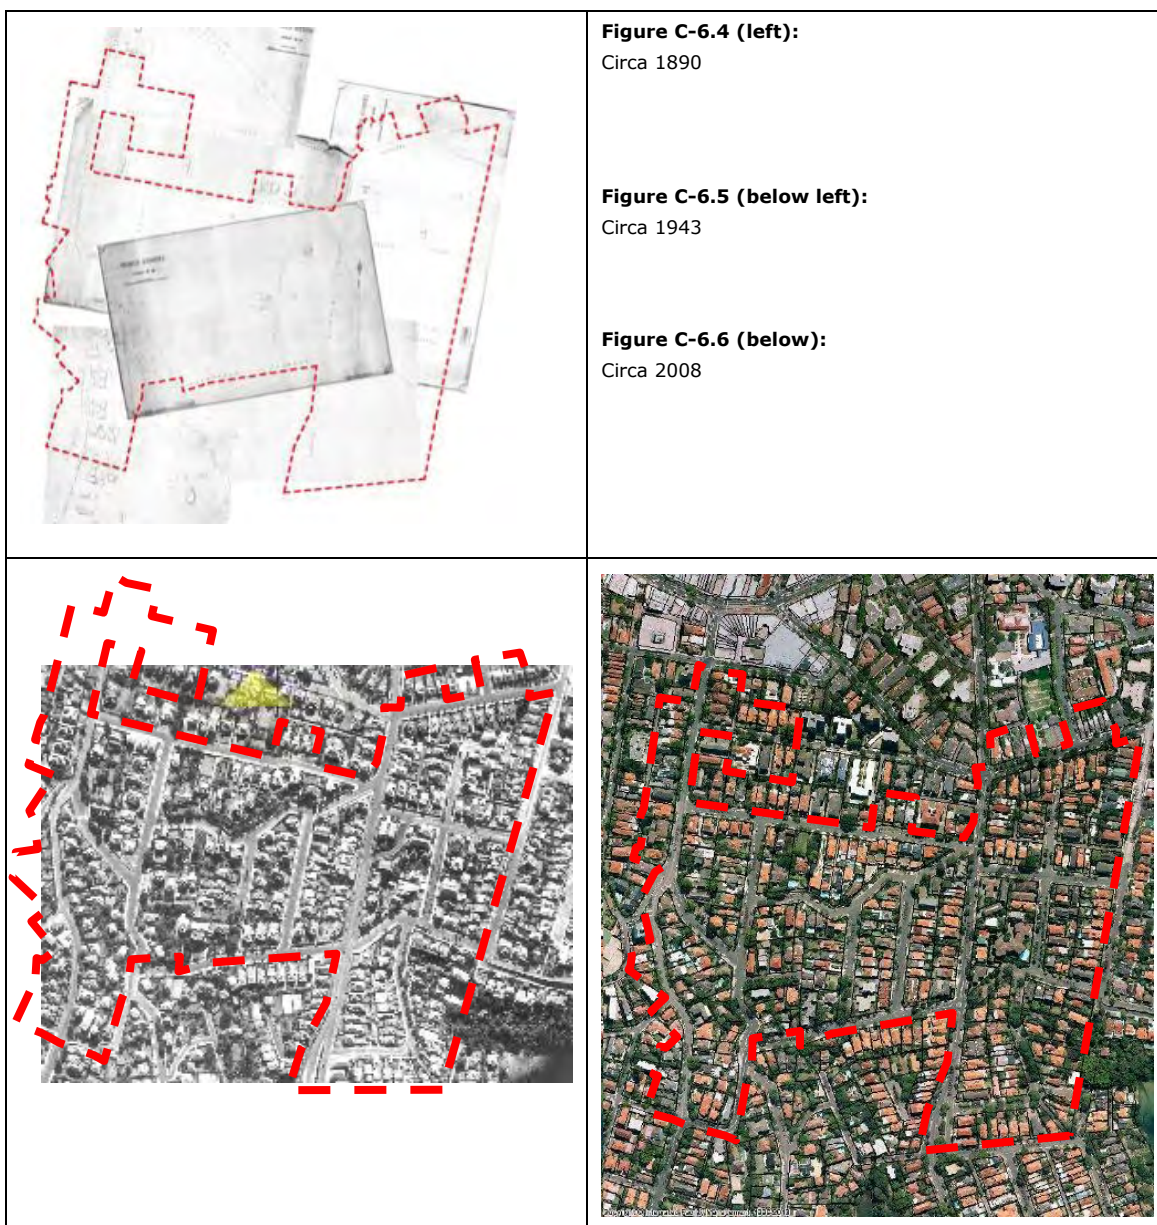 Figure C-6.4 (left):
Circa 1890
Figure C-6.5 (below left):
Circa 1943
Figure C-6.6 (below):
Circa 2008